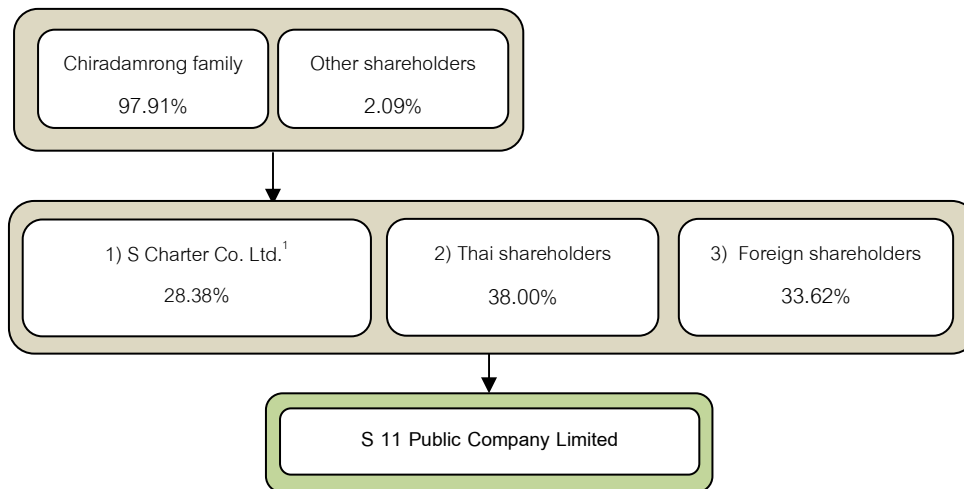 Chiradamrong family
97.91%
Other shareholders
2.09%
1) S Charter Co. Ltd.1
28.38%
2) Thai shareholders
38.00%
3) Foreign shareholders
33.62%
S 11 Public Company Limited